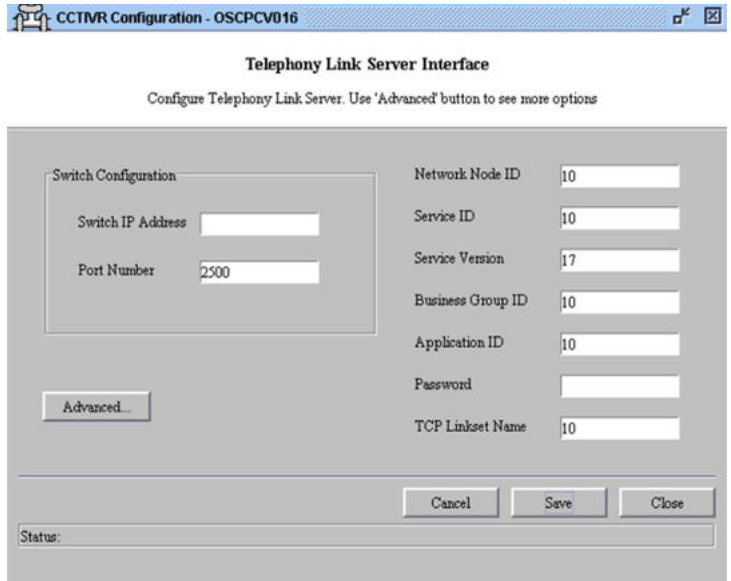 CCTIVR Configuration - OSCPCV016
Telephony Link Server Interface
Configure Telephony Link Server. Use 'Advanced' button to see more options
Switch Configuration
Switch IP Address
Port Number 2500
Advanced...
Network Node ID 10
Service ID 10
Service Version 17
Business Group ID 10
Application ID 10
Password
TCP Linkset Name 10
Cancel Save Close
Status: